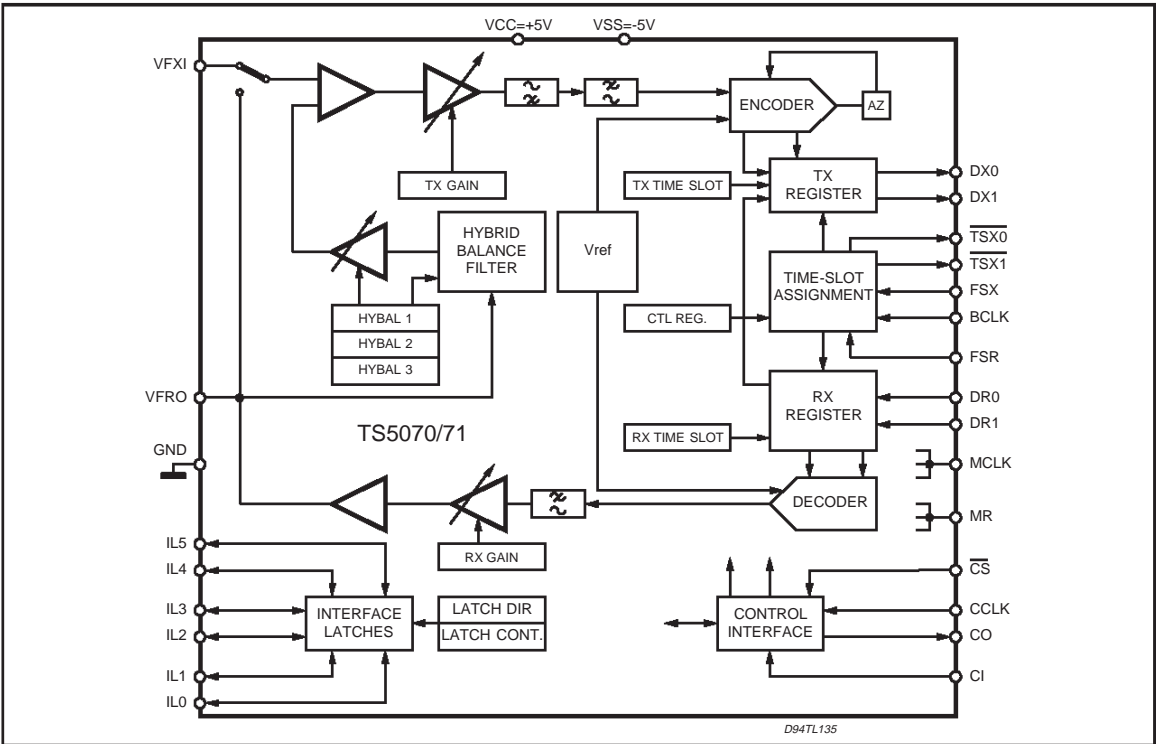 VCC=+5V
VSS=-5V
VFXI
ENCODER
AZ
TX GAIN
TX TIME SLOT
TX
REGISTER
DX0
DX1
HYBRID
BALANCE
FILTER
Vref
TSX0
TSX1
TIME-SLOT
ASSIGNMENT
FSX
BCLK
CTL REG.
HYBAL 1
HYBAL 2
HYBAL 3
FSR
VFRO
RX
REGISTER
DR0
DR1
TS5070/71
RX TIME SLOT
GND
MCLK
DECODER
MR
RX GAIN
IL5
IL4
IL3
IL2
IL1
IL0
INTERFACE
LATCHES
LATCH DIR
LATCH CONT.
CONTROL
INTERFACE
CS
CCLK
CO
CI
D94TL135